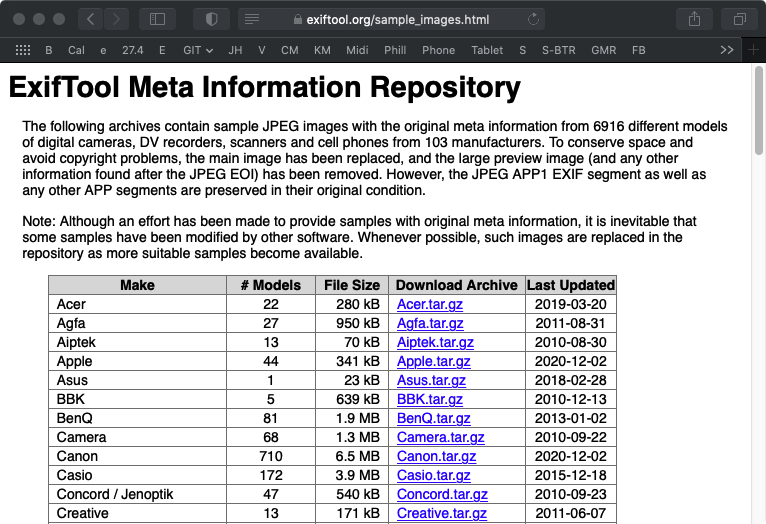 exiftool.org/sample_images.html
B Cal e 27.4 E GIT JH V CM KM Midi Phill Phone Tablet S S-BTR GMR FB >>
ExifTool Meta Information Repository
The following archives contain sample JPEG images with the original meta information from 6916 different models
of digital cameras, DV recorders, scanners and cell phones from 103 manufacturers. To conserve space and
avoid copyright problems, the main image has been replaced, and the large preview image (and any other
information found after the JPEG EOI) has been removed. However, the JPEG APP1 EXIF segment as well as
any other APP segments are preserved in their original condition.
Note: Although an effort has been made to provide samples with original meta information, it is inevitable that
some samples have been modified by other software. Whenever possible, such images are replaced in the
repository as more suitable samples become available.
Make # Models File Size Download Archive Last Updated
Acer 22 280 kB Acer.tar.gz 2019-03-20
Agfa 27 950 kB Agfa.tar.gz 2011-08-31
Aiptek 13 70 kB Aiptek.tar.gz 2010-08-30
Apple 44 341 kB Apple.tar.gz 2020-12-02
Asus 1 23 kB Asus.tar.gz 2018-02-28
BBK 5 639 kB BBK.tar.gz 2010-12-13
BenQ 81 1.9 MB BenQ.tar.gz 2013-01-02
Camera 68 1.3 MB Camera.tar.gz 2010-09-22
Canon 710 6.5 MB Canon.tar.gz 2020-12-02
Casio 172 3.9 MB Casio.tar.gz 2015-12-18
Concord / Jenoptik 47 540 kB Concord.tar.gz 2010-09-23
Creative 13 171 kB Creative.tar.gz 2011-06-07